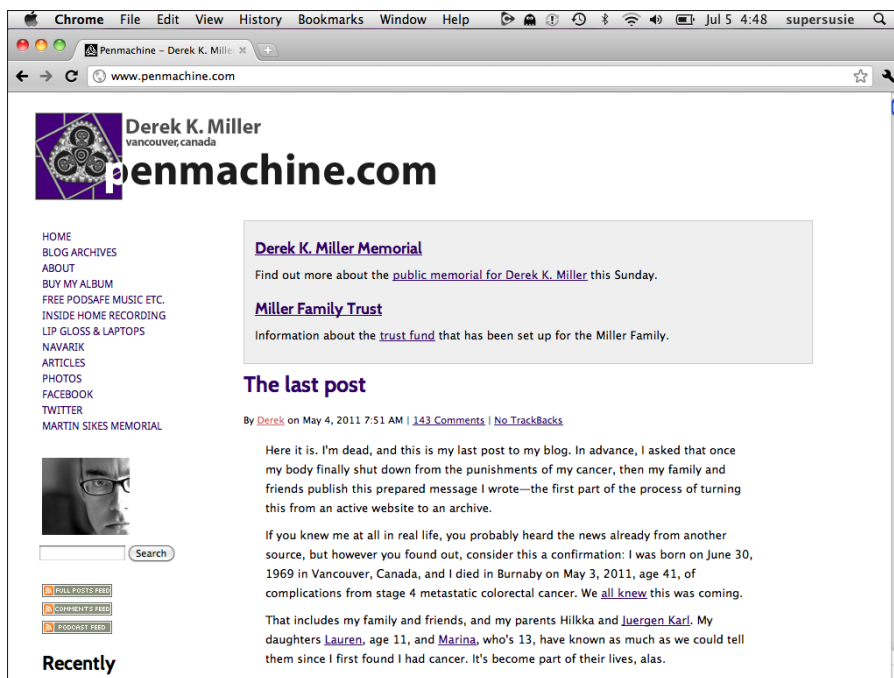 Chrome File Edit View History Bookmarks Window Help Jul 5 4:48 supersusie
Penmachine – Derek K. Mille
www.penmachine.com
Derek K. Miller
vancouver, canada
penmachine.com
HOME
BLOG ARCHIVES
ABOUT
BUY MY ALBUM
FREE PODSAFE MUSIC ETC.
INSIDE HOME RECORDING
LIP GLOSS & LAPTOPS
NAVARIK
ARTICLES
PHOTOS
FACEBOOK
TWITTER
MARTIN SIKES MEMORIAL
Search
FULL POSTS FEED
COMMENTS FEED
PODCAST FEED
Recently
Derek K. Miller Memorial
Find out more about the public memorial for Derek K. Miller this Sunday.
Miller Family Trust
Information about the trust fund that has been set up for the Miller Family.
The last post
By Derek on May 4, 2011 7:51 AM | 143 Comments | No TrackBacks
Here it is. I'm dead, and this is my last post to my blog. In advance, I asked that once
my body finally shut down from the punishments of my cancer, then my family and
friends publish this prepared message I wrote—the first part of the process of turning
this from an active website to an archive.
If you knew me at all in real life, you probably heard the news already from another
source, but however you found out, consider this a confirmation: I was born on June 30,
1969 in Vancouver, Canada, and I died in Burnaby on May 3, 2011, age 41, of
complications from stage 4 metastatic colorectal cancer. We all knew this was coming.
That includes my family and friends, and my parents Hilkka and Juergen Karl. My
daughters Lauren, age 11, and Marina, who's 13, have known as much as we could tell
them since I first found I had cancer. It's become part of their lives, alas.